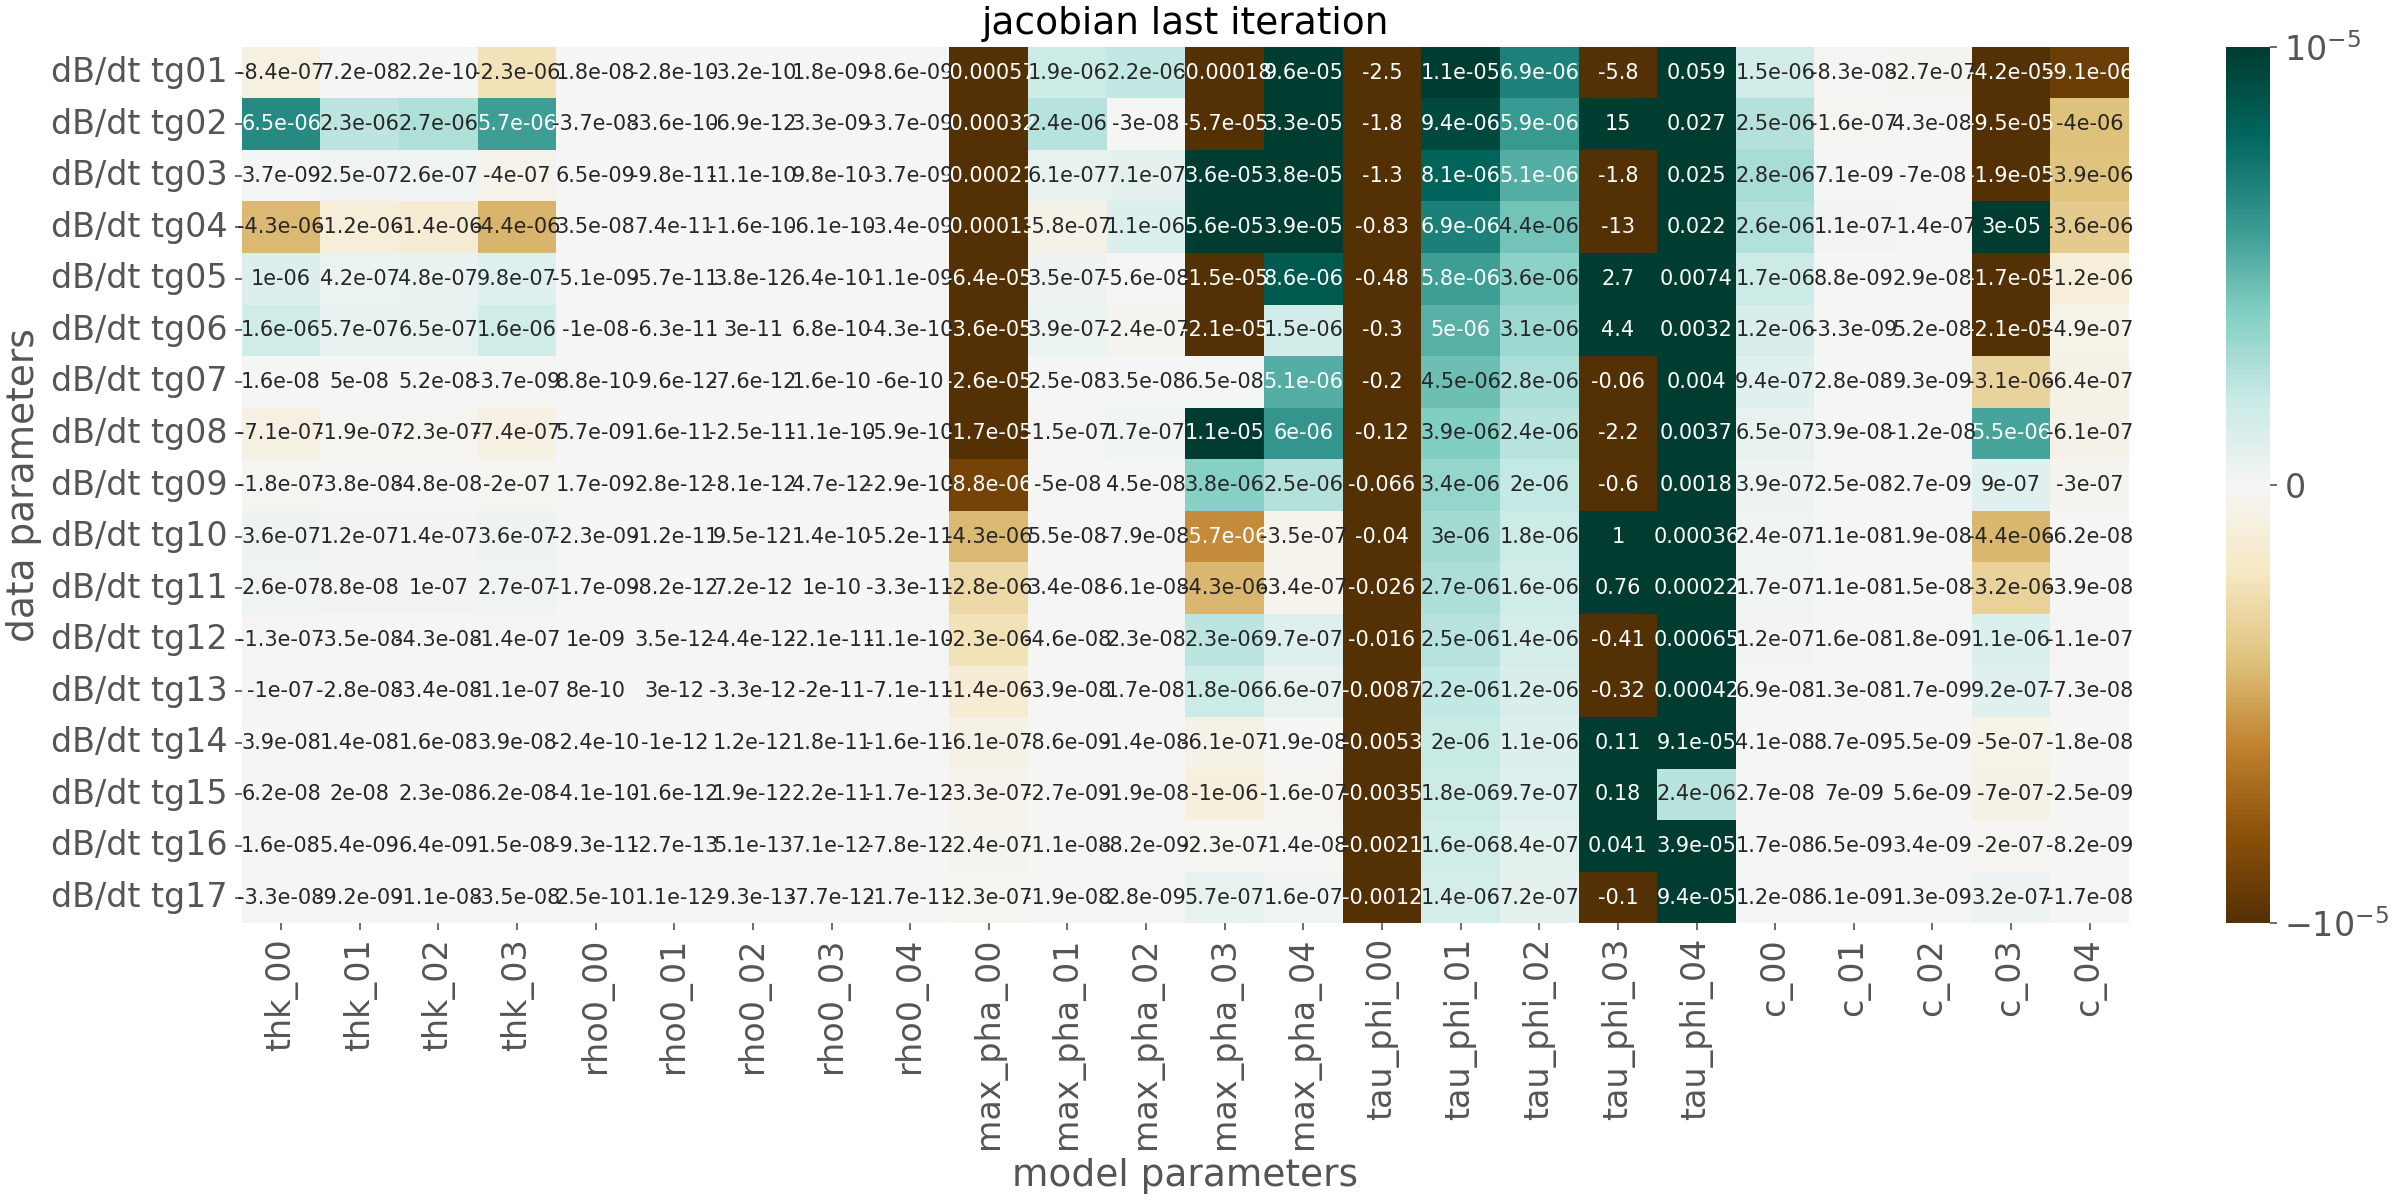 jacobian last iteration
dB/dt tg01 -8.4e-07 7.2e-08 2.2e-10 -2.3e-06 1.8e-08 -2.8e-10 -3.2e-10 1.8e-09 -8.6e-09 -0.00057 1.9e-06 2.2e-06 -0.00018 9.6e-05 -2.5 1.1e-05 6.9e-06 -5.8 0.059 1.5e-06 -8.3e-08 -2.7e-07 -4.2e-05 -9.1e-06
dB/dt tg02 6.5e-06 2.3e-06 2.7e-06 5.7e-06 -3.7e-08 -3.6e-10 -6.9e-12 3.3e-09 -3.7e-09 -0.00032 2.4e-06 -3e-08 -5.7e-05 3.3e-05 -1.8 9.4e-06 5.9e-06 15 0.027 2.5e-06 -1.6e-07 4.3e-08 -9.5e-05 -4e-06
dB/dt tg03 3.7e-09 2.5e-07 2.6e-07 -4e-07 6.5e-09 -9.8e-11 -1.1e-10 9.8e-10 -3.7e-09 -0.00021 6.1e-07 7.1e-07 3.6e-05 3.8e-05 -1.3 8.1e-06 5.1e-06 -1.8 0.025 2.8e-06 7.1e-09 -7e-08 -1.9e-05 -3.9e-06
dB/dt tg04 -4.3e-06 -1.2e-06 -1.4e-06 -4.4e-06 3.5e-08 7.4e-11 -1.6e-10 -6.1e-10 -3.4e-09 -0.00013 -5.8e-07 1.1e-06 5.6e-05 3.9e-05 -0.83 6.9e-06 4.4e-06 -13 0.022 2.6e-06 1.1e-07 -1.4e-07 3e-05 -3.6e-06
dB/dt tg05 1e-06 4.2e-07 4.8e-07 9.8e-07 -5.1e-09 -5.7e-11 3.8e-12 6.4e-10 -1.1e-09 -6.4e-05 3.5e-07 -5.6e-08 -1.5e-05 8.6e-06 -0.48 5.8e-06 3.6e-06 2.7 0.0074 1.7e-06 8.8e-09 2.9e-08 -1.7e-05 -1.2e-06
dB/dt tg06 1.6e-06 5.7e-07 6.5e-07 1.6e-06 -1e-08 -6.3e-11 3e-11 6.8e-10 -4.3e-10 -3.6e-05 3.9e-07 -2.4e-07 -2.1e-05 1.5e-06 -0.3 5e-06 3.1e-06 4.4 0.0032 1.2e-06 -3.3e-09 5.2e-08 -2.1e-05 -4.9e-07
dB/dt tg07 1.6e-08 5e-08 5.2e-08 -3.7e-09 8.8e-10 -9.6e-12 -7.6e-12 1.6e-10 -6e-10 -2.6e-05 2.5e-08 3.5e-08 6.5e-08 5.1e-06 -0.2 4.5e-06 2.8e-06 -0.06 0.004 9.4e-07 2.8e-08 9.3e-09 -3.1e-06 -6.4e-07
dB/dt tg08 -7.1e-07 -1.9e-07 -2.3e-07 -7.4e-07 5.7e-09 1.6e-11 -2.5e-11 -1.1e-10 -5.9e-10 -1.7e-05 -1.5e-07 1.7e-07 1.1e-05 6e-06 -0.12 3.9e-06 2.4e-06 -2.2 0.0037 6.5e-07 3.9e-08 -1.2e-08 5.5e-06 -6.1e-07
dB/dt tg09 -1.8e-07 -3.8e-08 -4.8e-08 -2e-07 1.7e-09 2.8e-12 -8.1e-12 -4.7e-12 -2.9e-10 -8.8e-06 -5e-08 4.5e-08 3.8e-06 2.5e-06 -0.066 3.4e-06 2e-06 -0.6 0.0018 3.9e-07 2.5e-08 2.7e-09 9e-07 -3e-07
dB/dt tg10 3.6e-07 1.2e-07 1.4e-07 3.6e-07 -2.3e-09 -1.2e-11 9.5e-12 1.4e-10 -5.2e-11 -4.3e-06 5.5e-08 -7.9e-08 -5.7e-06 -3.5e-07 -0.04 3e-06 1.8e-06 1 0.00036 2.4e-07 1.1e-08 1.9e-08 -4.4e-06 -6.2e-08
dB/dt tg11 2.6e-07 8.8e-08 1e-07 2.7e-07 -1.7e-09 -8.2e-12 7.2e-12 1e-10 -3.3e-11 -2.8e-06 3.4e-08 -6.1e-08 -4.3e-06 -3.4e-07 -0.026 2.7e-06 1.6e-06 0.76 0.00022 1.7e-07 1.1e-08 1.5e-08 -3.2e-06 -3.9e-08
dB/dt tg12 -1.3e-07 -3.5e-08 -4.3e-08 -1.4e-07 1e-09 3.5e-12 -4.4e-12 -2.1e-11 -1.1e-10 -2.3e-06 -4.6e-08 2.3e-08 2.3e-06 9.7e-07 -0.016 2.5e-06 1.4e-06 -0.41 0.00065 1.2e-07 1.6e-08 1.8e-09 1.1e-06 -1.1e-07
dB/dt tg13 -1e-07 -2.8e-08 -3.4e-08 -1.1e-07 8e-10 3e-12 -3.3e-12 -2e-11 -7.1e-11 -1.4e-06 -3.9e-08 1.7e-08 1.8e-06 6.6e-07 -0.0087 2.2e-06 1.2e-06 -0.32 0.00042 6.9e-08 1.3e-08 1.7e-09 9.2e-07 -7.3e-08
dB/dt tg14 3.9e-08 1.4e-08 1.6e-08 3.9e-08 -2.4e-10 -1e-12 1.2e-12 1.8e-11 -1.6e-11 -6.1e-07 -8.6e-09 -1.4e-08 -6.1e-07 -1.9e-08 -0.0053 2e-06 1.1e-06 0.11 9.1e-05 4.1e-08 8.7e-09 5.5e-09 -5e-07 -1.8e-08
dB/dt tg15 6.2e-08 2e-08 2.3e-08 6.2e-08 -4.1e-10 -1.6e-12 1.9e-12 2.2e-11 -1.7e-12 -3.3e-07 -2.7e-09 -1.9e-08 -1e-06 -1.6e-07 -0.0035 1.8e-06 9.7e-07 0.18 2.4e-06 2.7e-08 7e-09 5.6e-09 -7e-07 -2.5e-09
dB/dt tg16 1.6e-08 5.4e-09 6.4e-09 1.5e-08 -9.3e-11 -2.7e-13 5.1e-13 7.1e-12 -7.8e-12 -2.4e-07 -1.1e-08 -8.2e-09 -2.3e-07 -1.4e-08 -0.0021 1.6e-06 8.4e-07 0.041 3.9e-05 1.7e-08 6.5e-09 3.4e-09 -2e-07 -8.2e-09
dB/dt tg17 -3.3e-08 -9.2e-09 -1.1e-08 -3.5e-08 2.5e-10 1.1e-12 -9.3e-13 -7.7e-12 -1.7e-11 -2.3e-07 -1.9e-08 2.8e-09 5.7e-07 1.6e-07 -0.0012 1.4e-06 7.2e-07 -0.1 9.4e-05 1.2e-08 6.1e-09 1.3e-09 3.2e-07 -1.7e-08
thk_00 thk_01 thk_02 thk_03 rho0_00 rho0_01 rho0_02 rho0_03 rho0_04 max_pha_00 max_pha_01 max_pha_02 max_pha_03 max_pha_04 tau_phi_00 tau_phi_01 tau_phi_02 tau_phi_03 tau_phi_04 c_00 c_01 c_02 c_03 c_04
model parameters
data parameters
10⁻⁵
0
−10⁻⁵